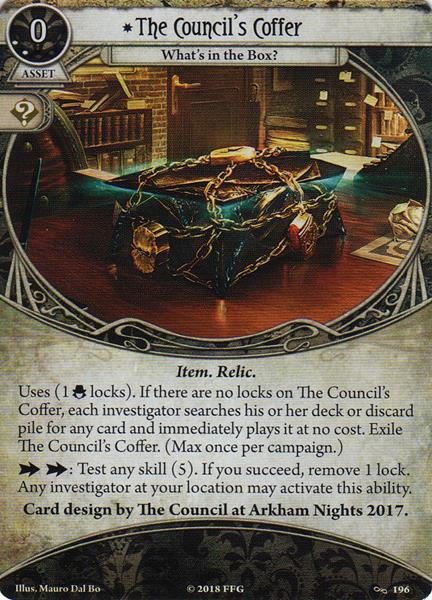 0
The Council's Coffer
ASSET
What's in the Box?
?
Item. Relic.
Uses (1 locks). If there are no locks on The Council's
Coffer, each investigator searches his or her deck or discard
pile for any card and immediately plays it at no cost. Exile
The Council's Coffer. (Max once per campaign.)
: Test any skill (5). If you succeed, remove 1 lock.
Any investigator at your location may activate this ability.
Card design by The Council at Arkham Nights 2017.
Illus. Mauro Dal Bo
© 2018 FFG
196